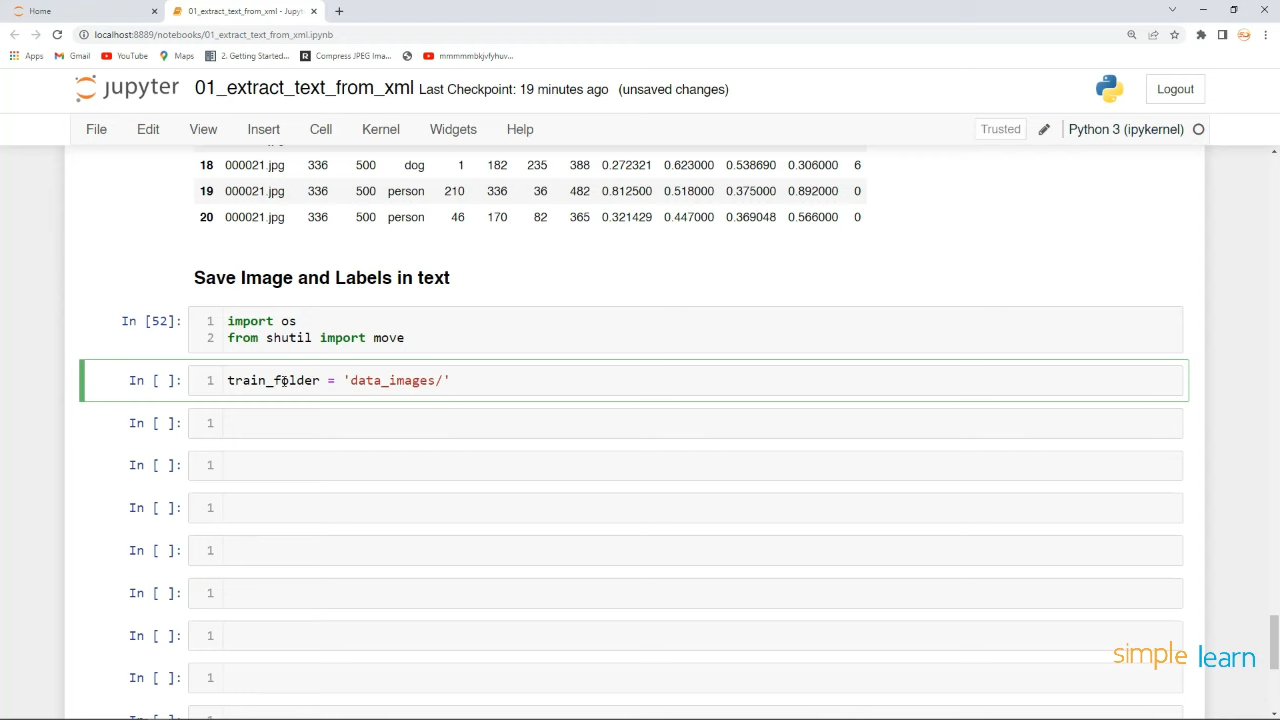 Home
01_extract_text_from_xml - Jupyt
localhost:8889/notebooks/01_extract_text_from_xml.ipynb
Apps Gmail YouTube Maps 2. Getting Started... Compress JPEG Ima... mmmmmbkjvfyhuvy...
jupyter 01_extract_text_from_xml Last Checkpoint: 19 minutes ago (unsaved changes) Logout
File Edit View Insert Cell Kernel Widgets Help Trusted Python 3 (ipykernel)
18 000021.jpg 336 500 dog 1 182 235 388 0.272321 0.623000 0.538690 0.306000 6
19 000021.jpg 336 500 person 210 336 36 482 0.812500 0.518000 0.375000 0.892000 0
20 000021.jpg 336 500 person 46 170 82 365 0.321429 0.447000 0.369048 0.566000 0
Save Image and Labels in text
In [52]: 1 import os
2 from shutil import move
In [ ]: 1 train_folder = 'data_images/'
In [ ]: 1
In [ ]: 1
In [ ]: 1
In [ ]: 1
In [ ]: 1
In [ ]: 1
In [ ]: 1
simplelearn